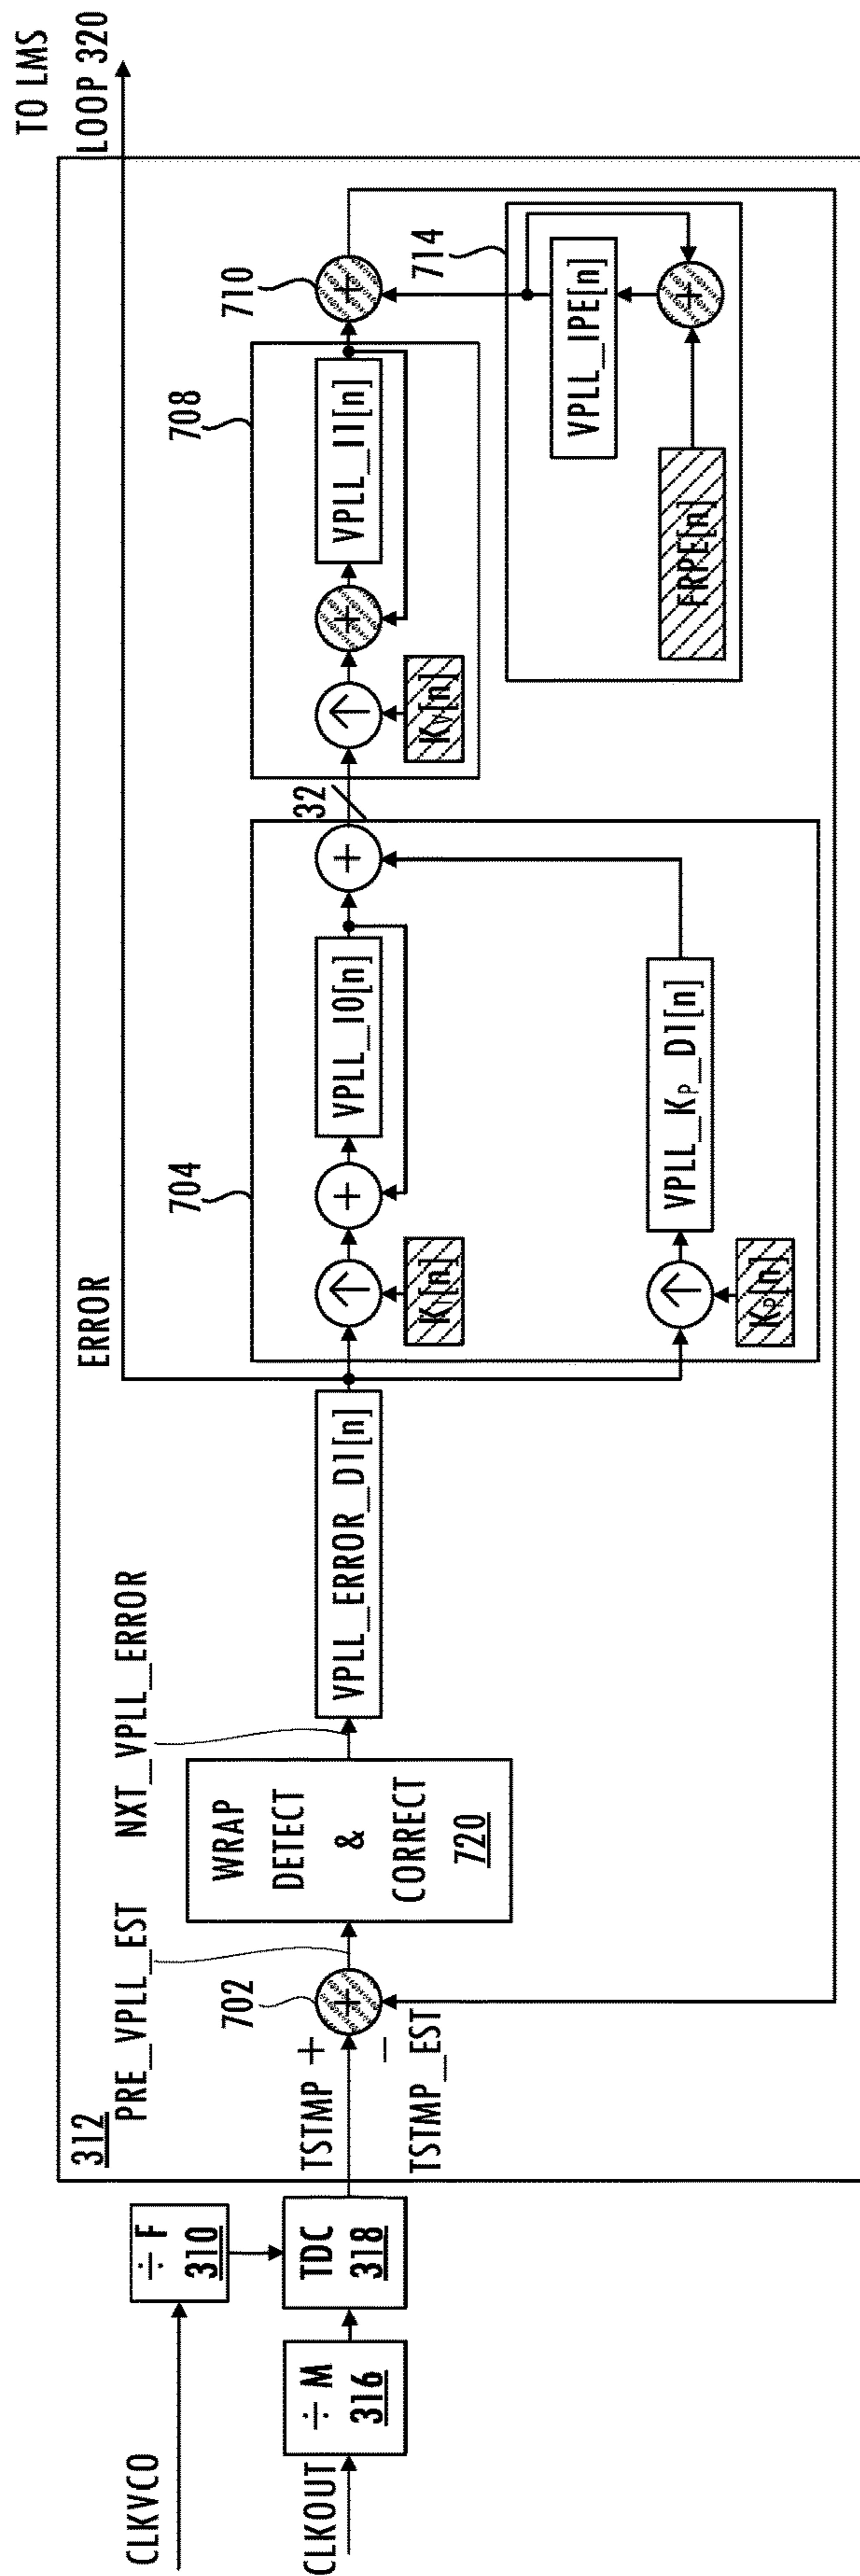 CLKVCO
÷ F
310
CLKOUT
÷ M
316
TDC
318
312
PRE_VPLL_EST
NXT_VPLL_ERROR
ERROR
TO LMS
LOOP 320
TSTMP +
−
TSTMP_EST
702
+
WRAP
DETECT
&
CORRECT
720
VPLL_ERROR_D1[n]
704
KI[n]
+
VPLL_I0[n]
+
KP[n]
VPLL_KP_D1[n]
32
708
KV[n]
+
VPLL_I1[n]
710
+
714
FRPE[n]
+
VPLL_IPE[n]